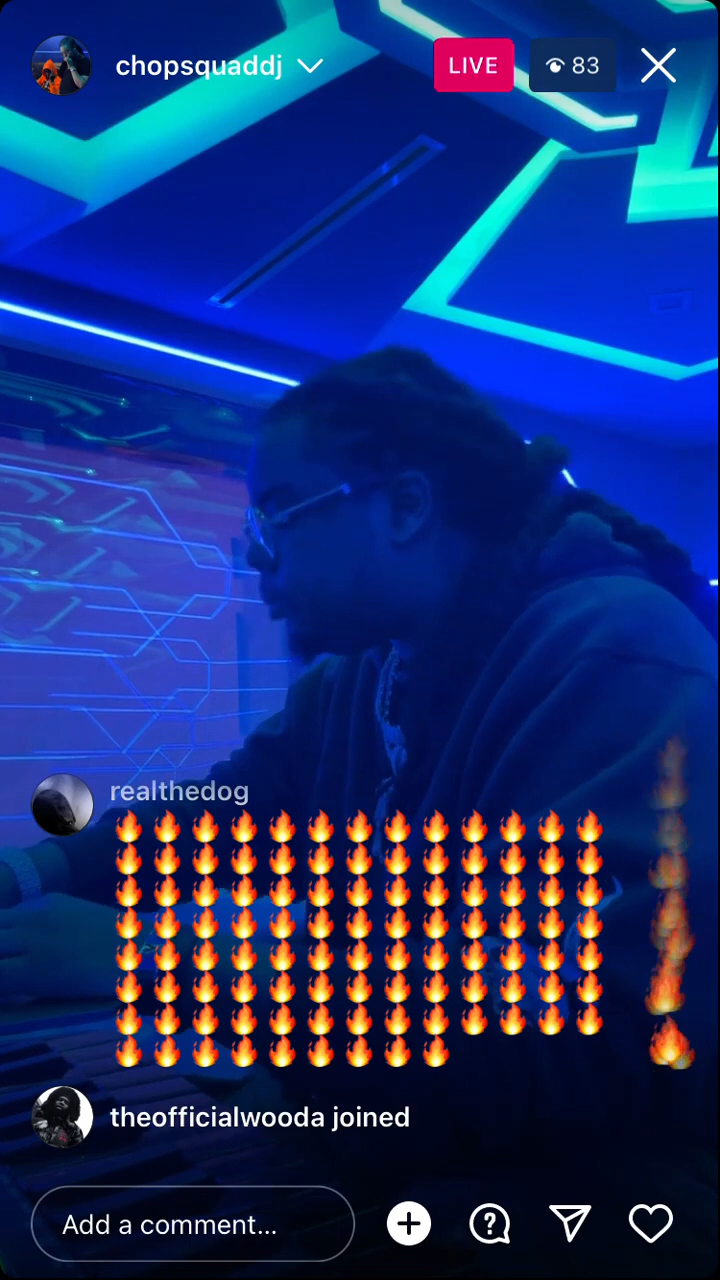 chopsquaddj
LIVE
83
realthedog
🔥🔥🔥🔥🔥🔥🔥🔥🔥🔥🔥🔥🔥
🔥🔥🔥🔥🔥🔥🔥🔥🔥🔥🔥🔥🔥
🔥🔥🔥🔥🔥🔥🔥🔥🔥🔥🔥🔥🔥
🔥🔥🔥🔥🔥🔥🔥🔥🔥🔥🔥🔥🔥
🔥🔥🔥🔥🔥🔥🔥🔥🔥🔥🔥🔥🔥
🔥🔥🔥🔥🔥🔥🔥🔥🔥🔥🔥🔥🔥
🔥🔥🔥🔥🔥🔥🔥🔥🔥🔥🔥🔥🔥
🔥🔥🔥🔥🔥🔥🔥🔥🔥
theofficialwooda joined
Add a comment...